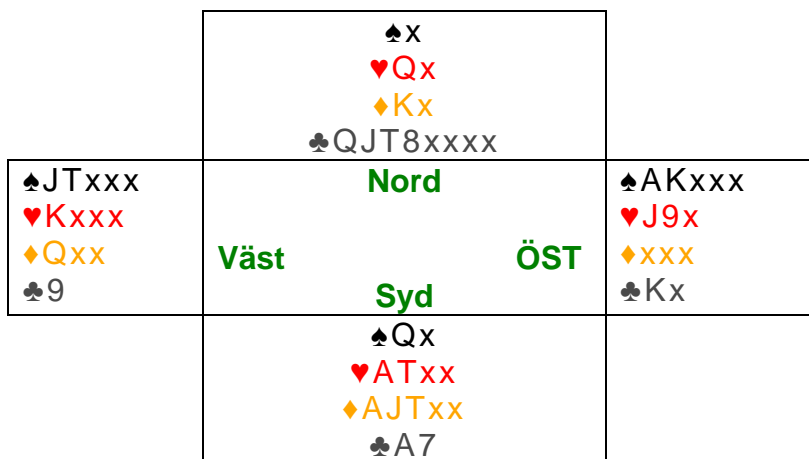 ♠x
♥Qx
♦Kx
♣QJT8xxxx
♠JTxxx
♥Kxxx
♦Qxx
♣9
Nord
Väst ÖST
Syd
♠AKxxx
♥J9x
♦xxx
♣Kx
♠Qx
♥ATxx
♦AJTxx
♣A7